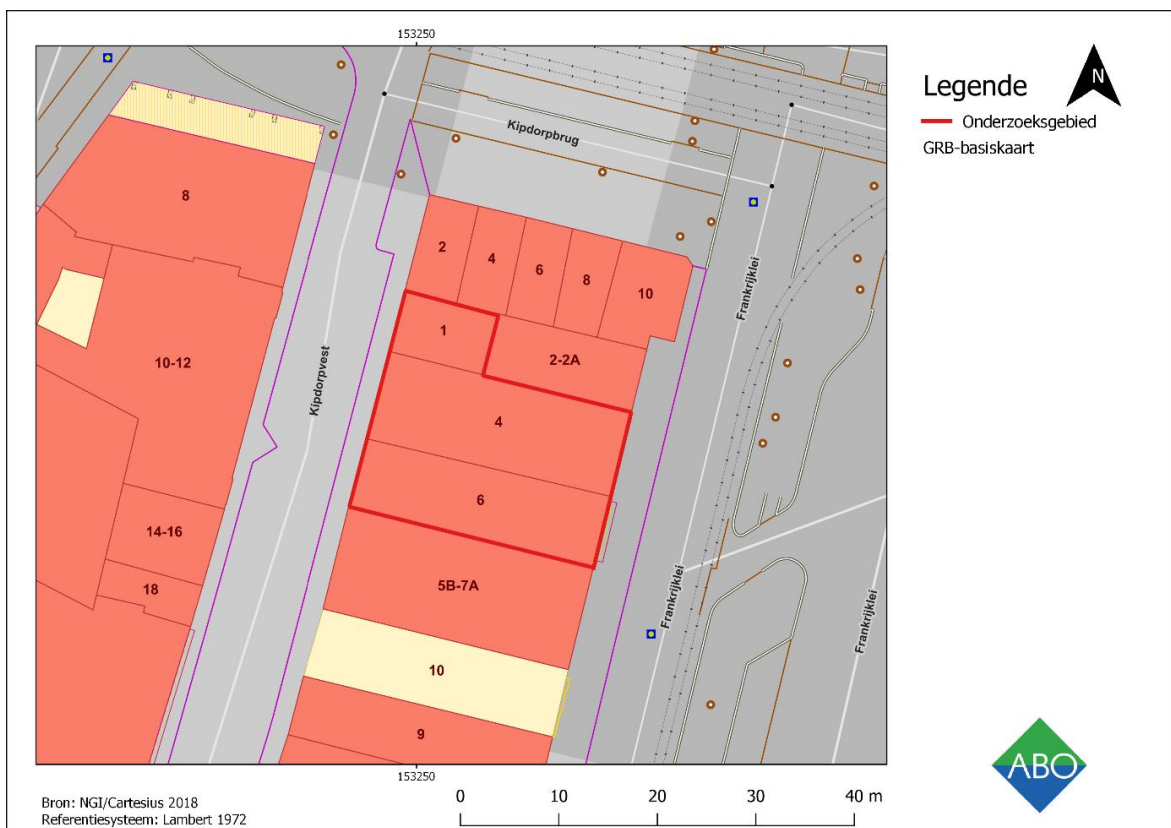 153250
Legende
N
Onderzoeksgebied
GRB-basiskaart
Kipdorpbrug
8
2
4
6
8
10
Frankrijklei
1
2-2A
10-12
Kipdorpvest
4
6
14-16
18
5B-7A
Frankrijklei
Frankrijklei
10
9
153250
ABO
Bron: NGI/Cartesius 2018
Referentiesysteem: Lambert 1972
0 10 20 30 40 m